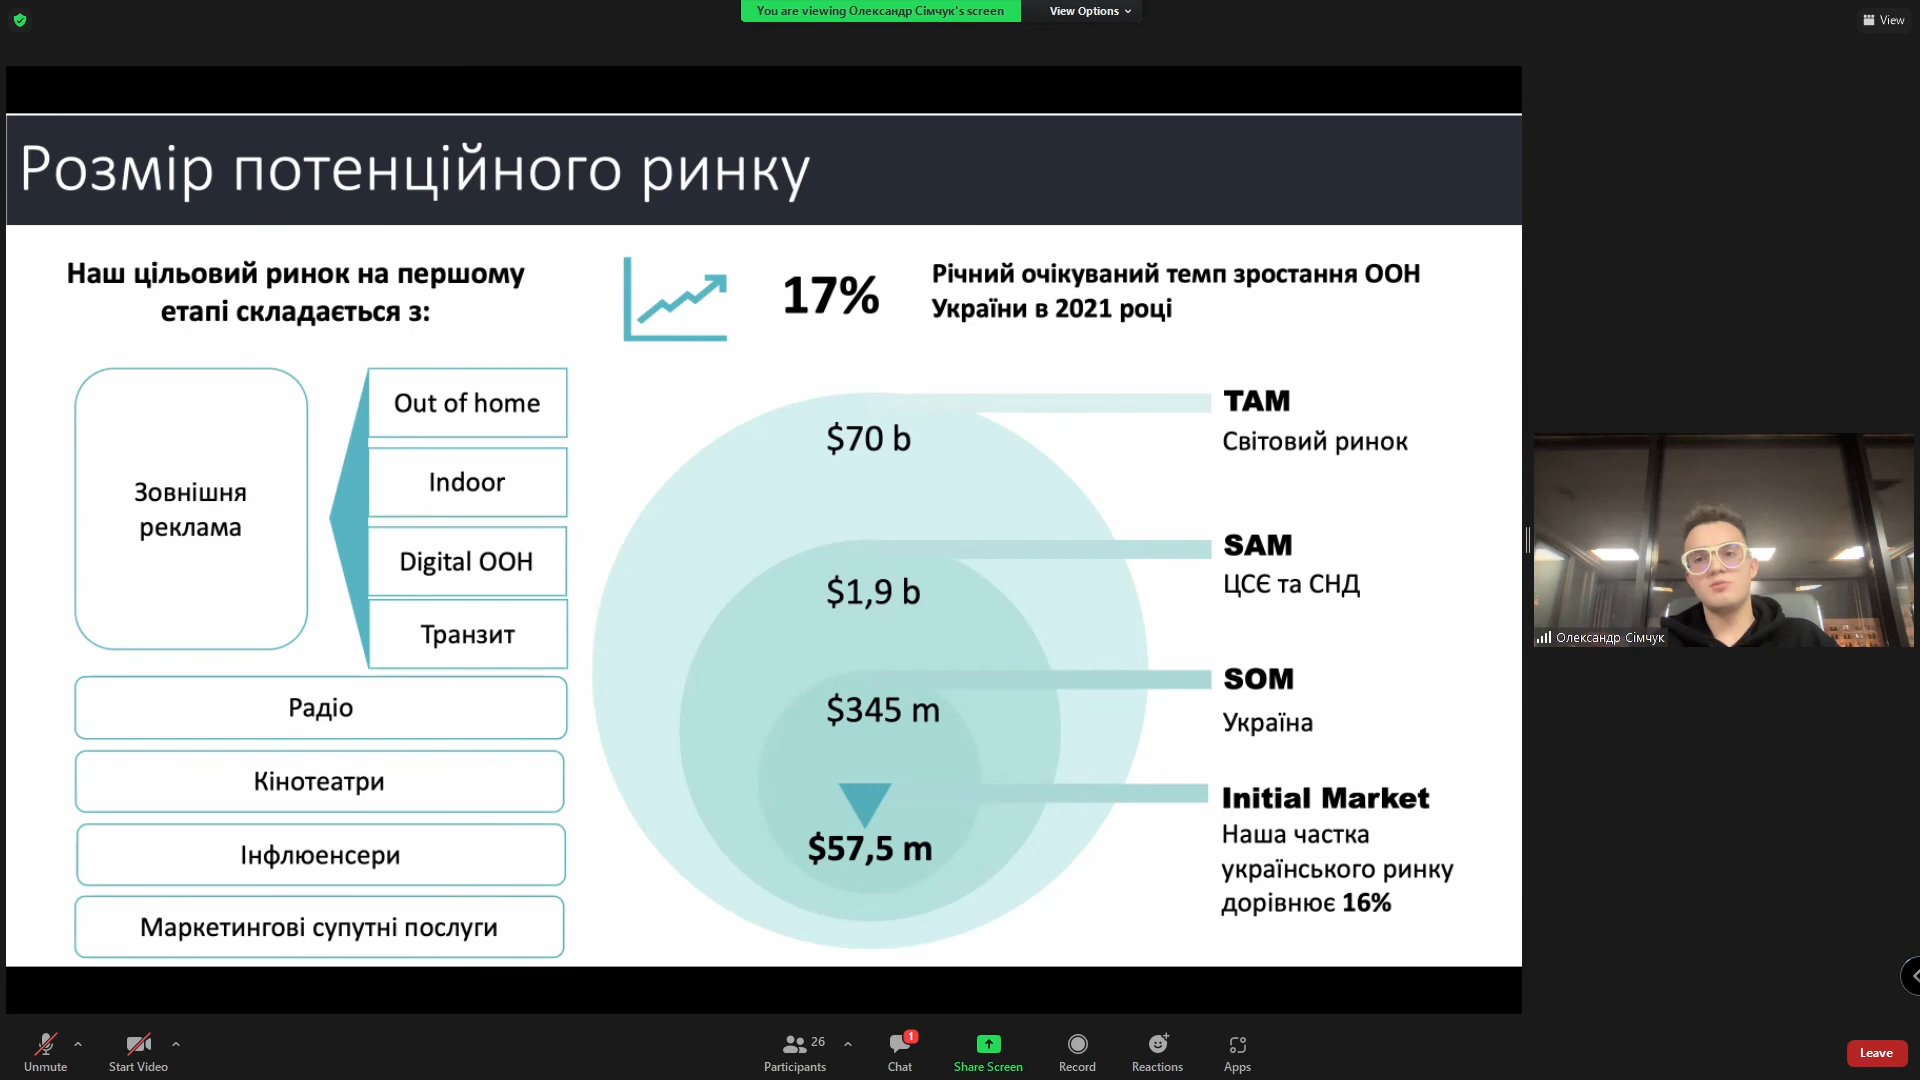 You are viewing Олександр Сімчук's screen
View Options
View
Розмір потенційного ринку
Наш цільовий ринок на першому
етапі складається з:
17%
Річний очікуваний темп зростання ООН
України в 2021 році
Зовнішня
реклама
Out of home
Indoor
Digital OOH
Транзит
Радіо
Кінотеатри
Інфлюенсери
Маркетингові супутні послуги
$70 b
TAM
Світовий ринок
$1,9 b
SAM
ЦСЄ та СНД
$345 m
SOM
Україна
$57,5 m
Initial Market
Наша частка
українського ринку
дорівнює 16%
Олександр Сімчук
Unmute
Start Video
26
Participants
1
Chat
Share Screen
Record
Reactions
Apps
Leave